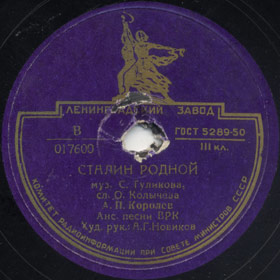 ЛЕНИНГРАДСКИЙ ЗАВОД
В
017600
ГОСТ 5289-50
III кл.
СТАЛИН РОДНОЙ
муз. С. Туликова,
сл. О. Колычева
А. П. Королев
Анс. песни ВРК
Худ. рук.: А. Г. Новиков
КОМИТЕТ РАДИОИНФОРМАЦИИ ПРИ СОВЕТЕ МИНИСТРОВ СССР